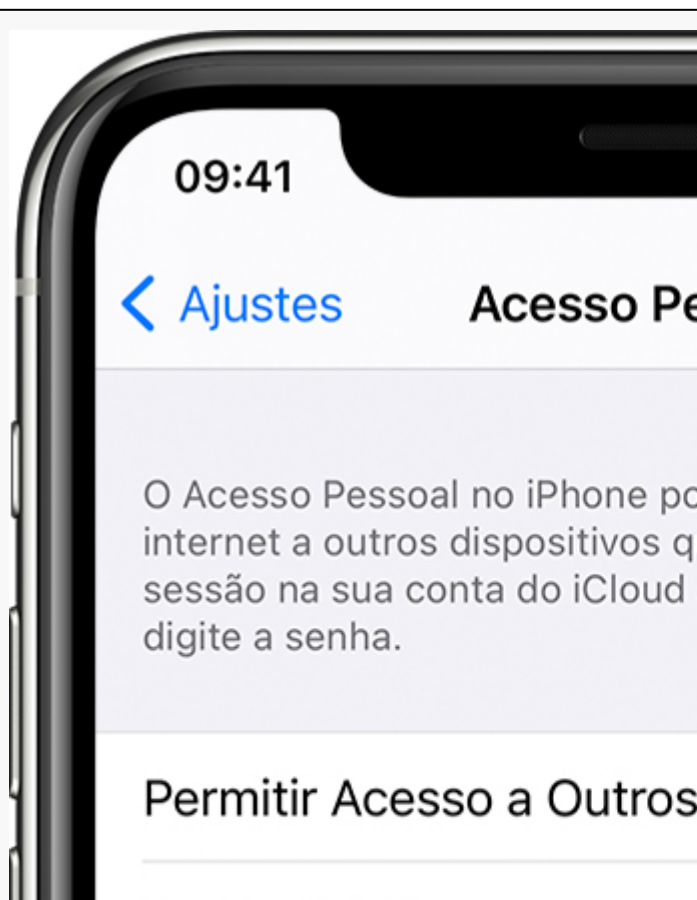 09:41
Ajustes
Acesso
O Acesso Pessoal no iPhone
internet a outros dispositivos
sessão na sua conta do iCloud
digite a senha.
Permitir Acesso a Outros